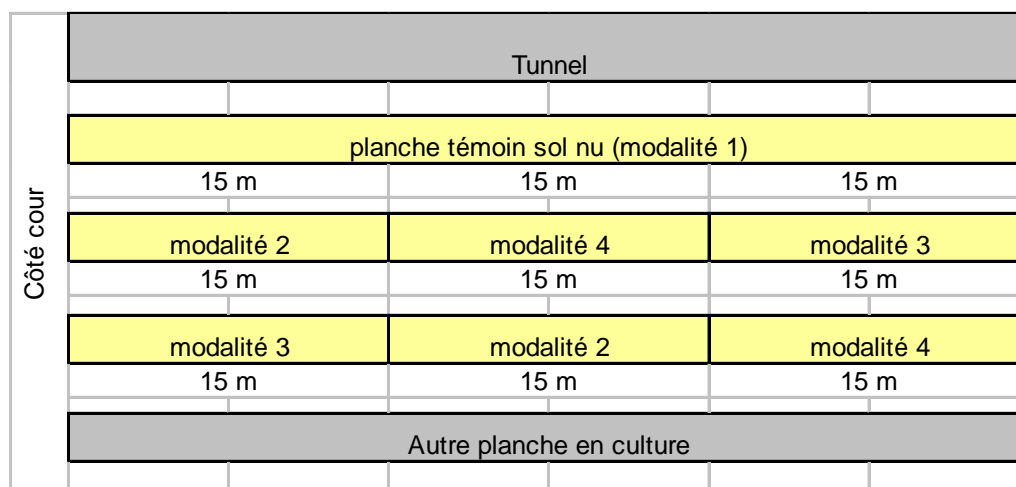 Côté cour
Tunnel
planche témoin sol nu (modalité 1)
15 m 15 m 15 m
modalité 2 modalité 4 modalité 3
15 m 15 m 15 m
modalité 3 modalité 2 modalité 4
15 m 15 m 15 m
Autre planche en culture